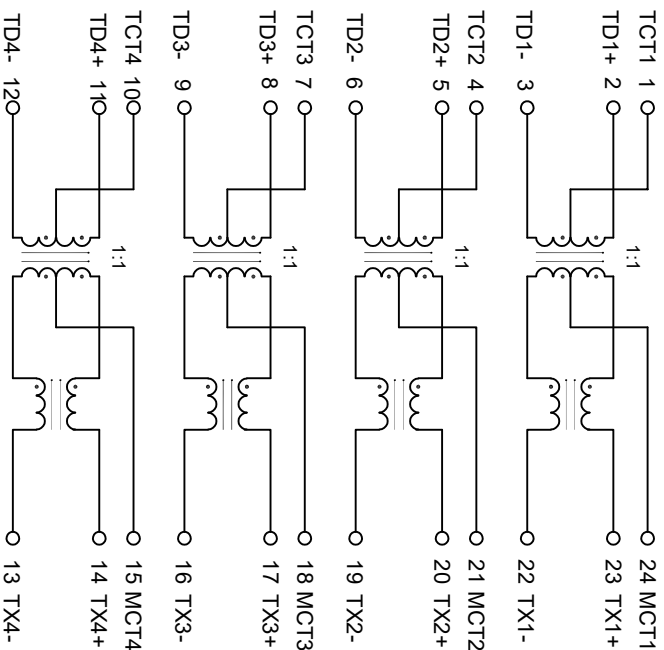 TCT1 1 24 MCT1
1:1
TD1+ 2 23 TX1+
TD1- 3 22 TX1-
TCT2 4 21 MCT2
1:1
TD2+ 5 20 TX2+
TD2- 6 19 TX2-
TCT3 7 18 MCT3
1:1
TD3+ 8 17 TX3+
TD3- 9 16 TX3-
TCT4 10 15 MCT4
1:1
TD4+ 11 14 TX4+
TD4- 12 13 TX4-